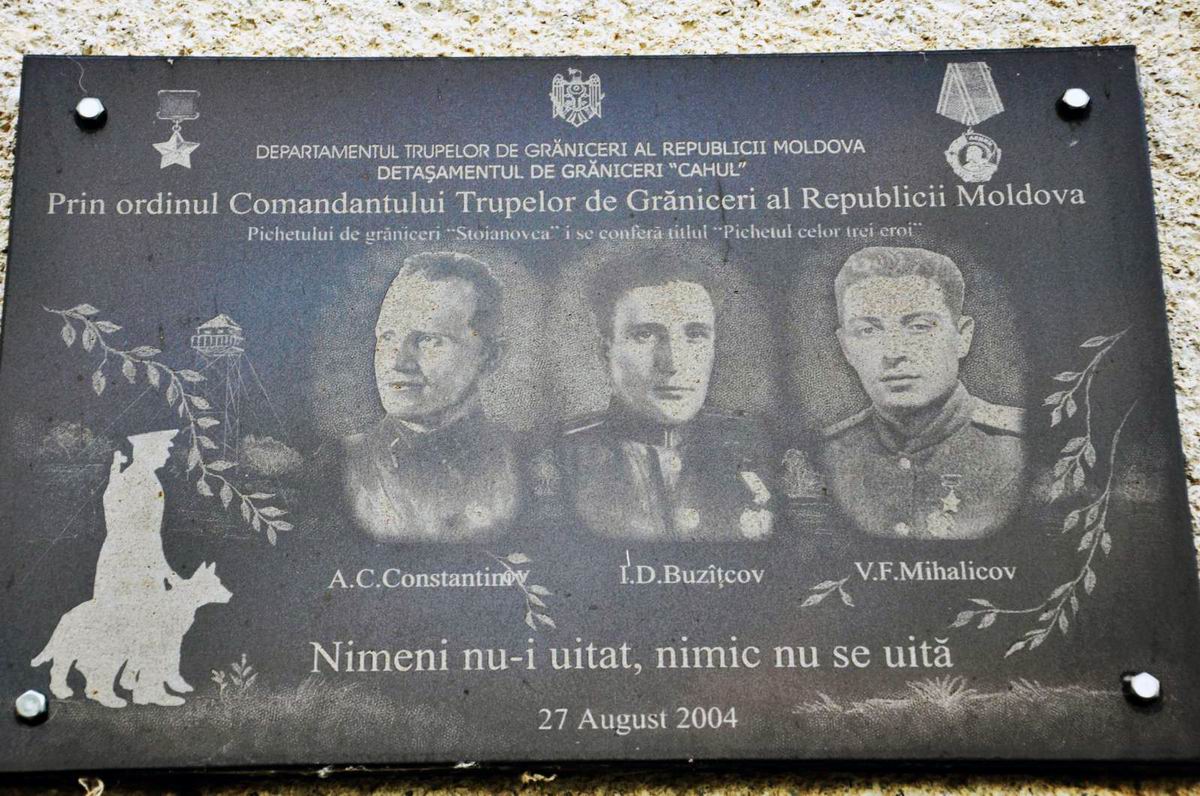 DEPARTAMENTUL TRUPELOR DE GRĂNICERI AL REPUBLICII MOLDOVA
DETAŞAMENTUL DE GRĂNICERI "CAHUL"
Prin ordinul Comandantului Trupelor de Grăniceri al Republicii Moldova
Pichetului de grăniceri "Stoianovca" i se conferă titlul "Pichetul celor trei eroi"
A.C.Constantinov
I.D.Buzîţcov
V.F.Mihalicov
Nimeni nu-i uitat, nimic nu se uită
27 August 2004